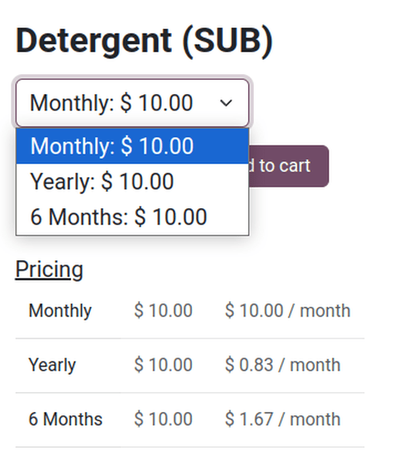 Detergent (SUB)
Monthly: $ 10.00
Monthly: $ 10.00
Yearly: $ 10.00
6 Months: $ 10.00
to cart
Pricing
Monthly $ 10.00 $ 10.00 / month
Yearly $ 10.00 $ 0.83 / month
6 Months $ 10.00 $ 1.67 / month